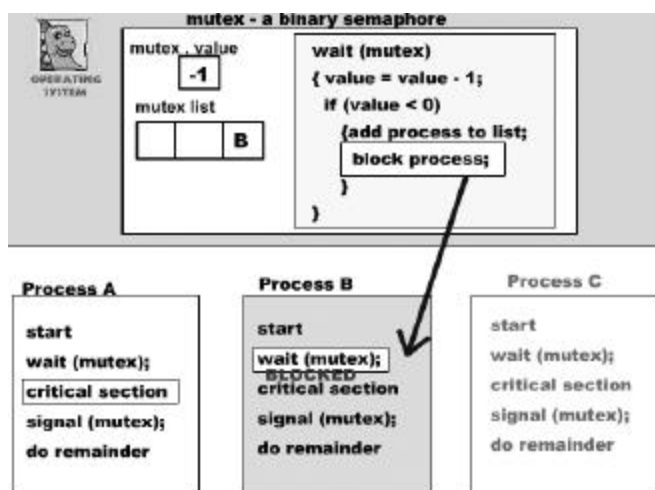 mutex - a binary semaphore
OPERATING
SYSTEM
mutex . value
-1
mutex list
B
wait (mutex)
{ value = value - 1;
if (value < 0)
{add process to list;
block process;
}
}
Process A
start
wait (mutex);
critical section
signal (mutex);
do remainder
Process B
start
wait (mutex);
BLOCKED
critical section
signal (mutex);
do remainder
Process C
start
wait (mutex);
critical section
signal (mutex);
do remainder